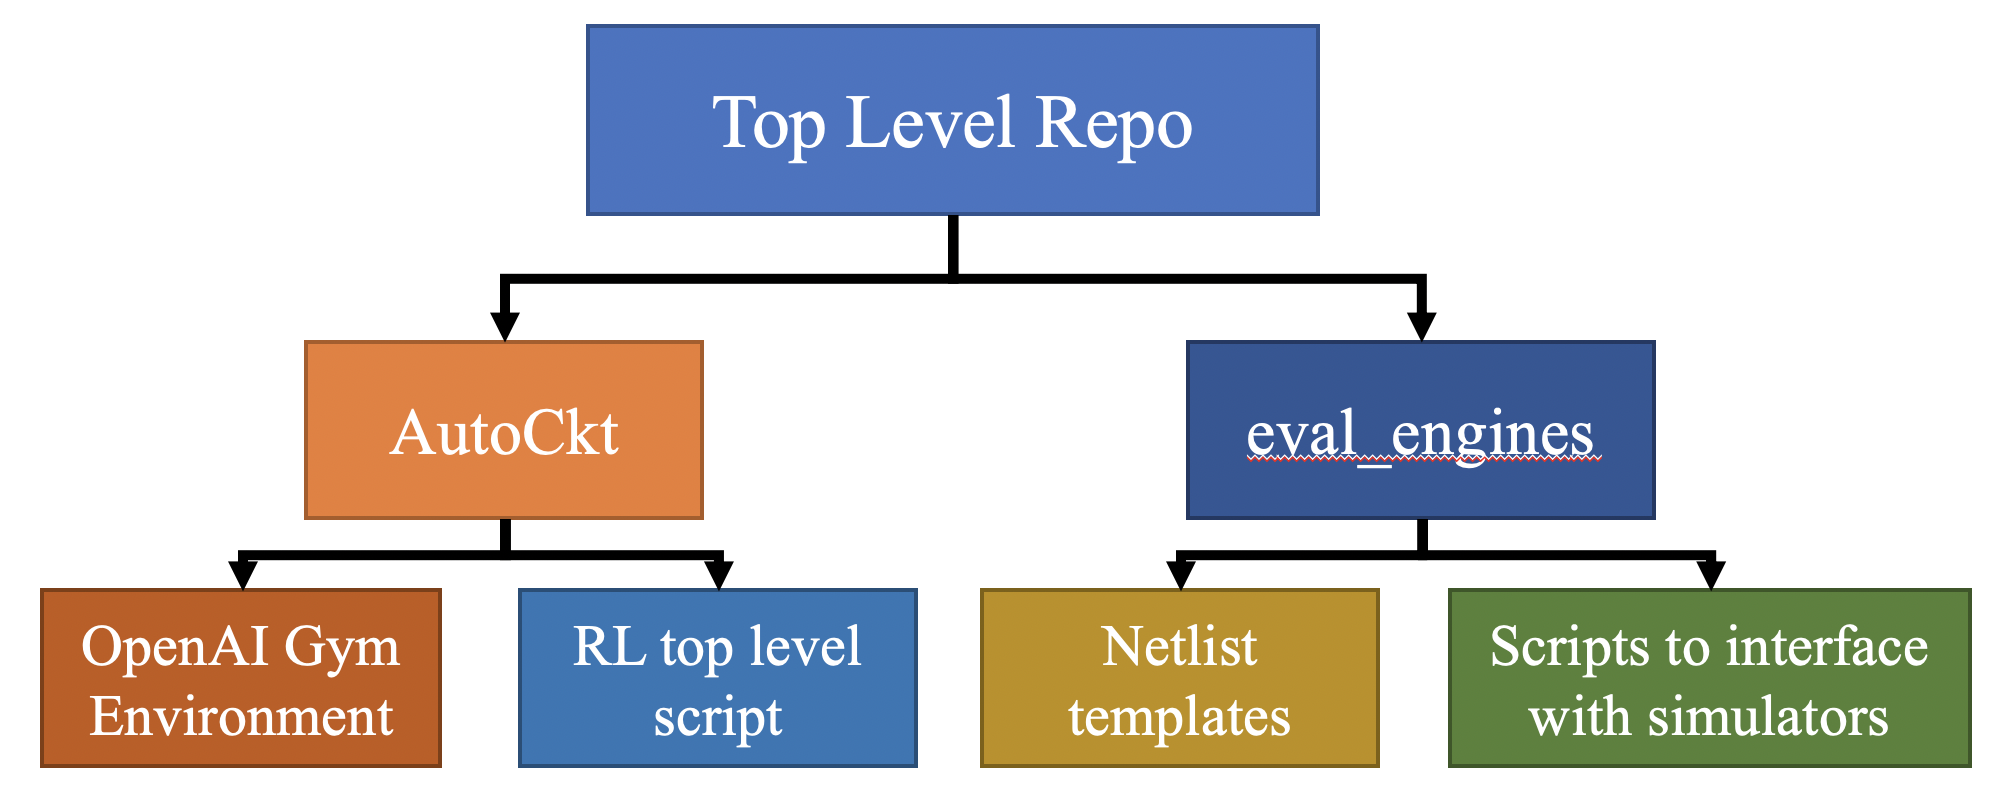 Top Level Repo
AutoCkt
eval_engines
OpenAI Gym
Environment
RL top level
script
Netlist
templates
Scripts to interface
with simulators